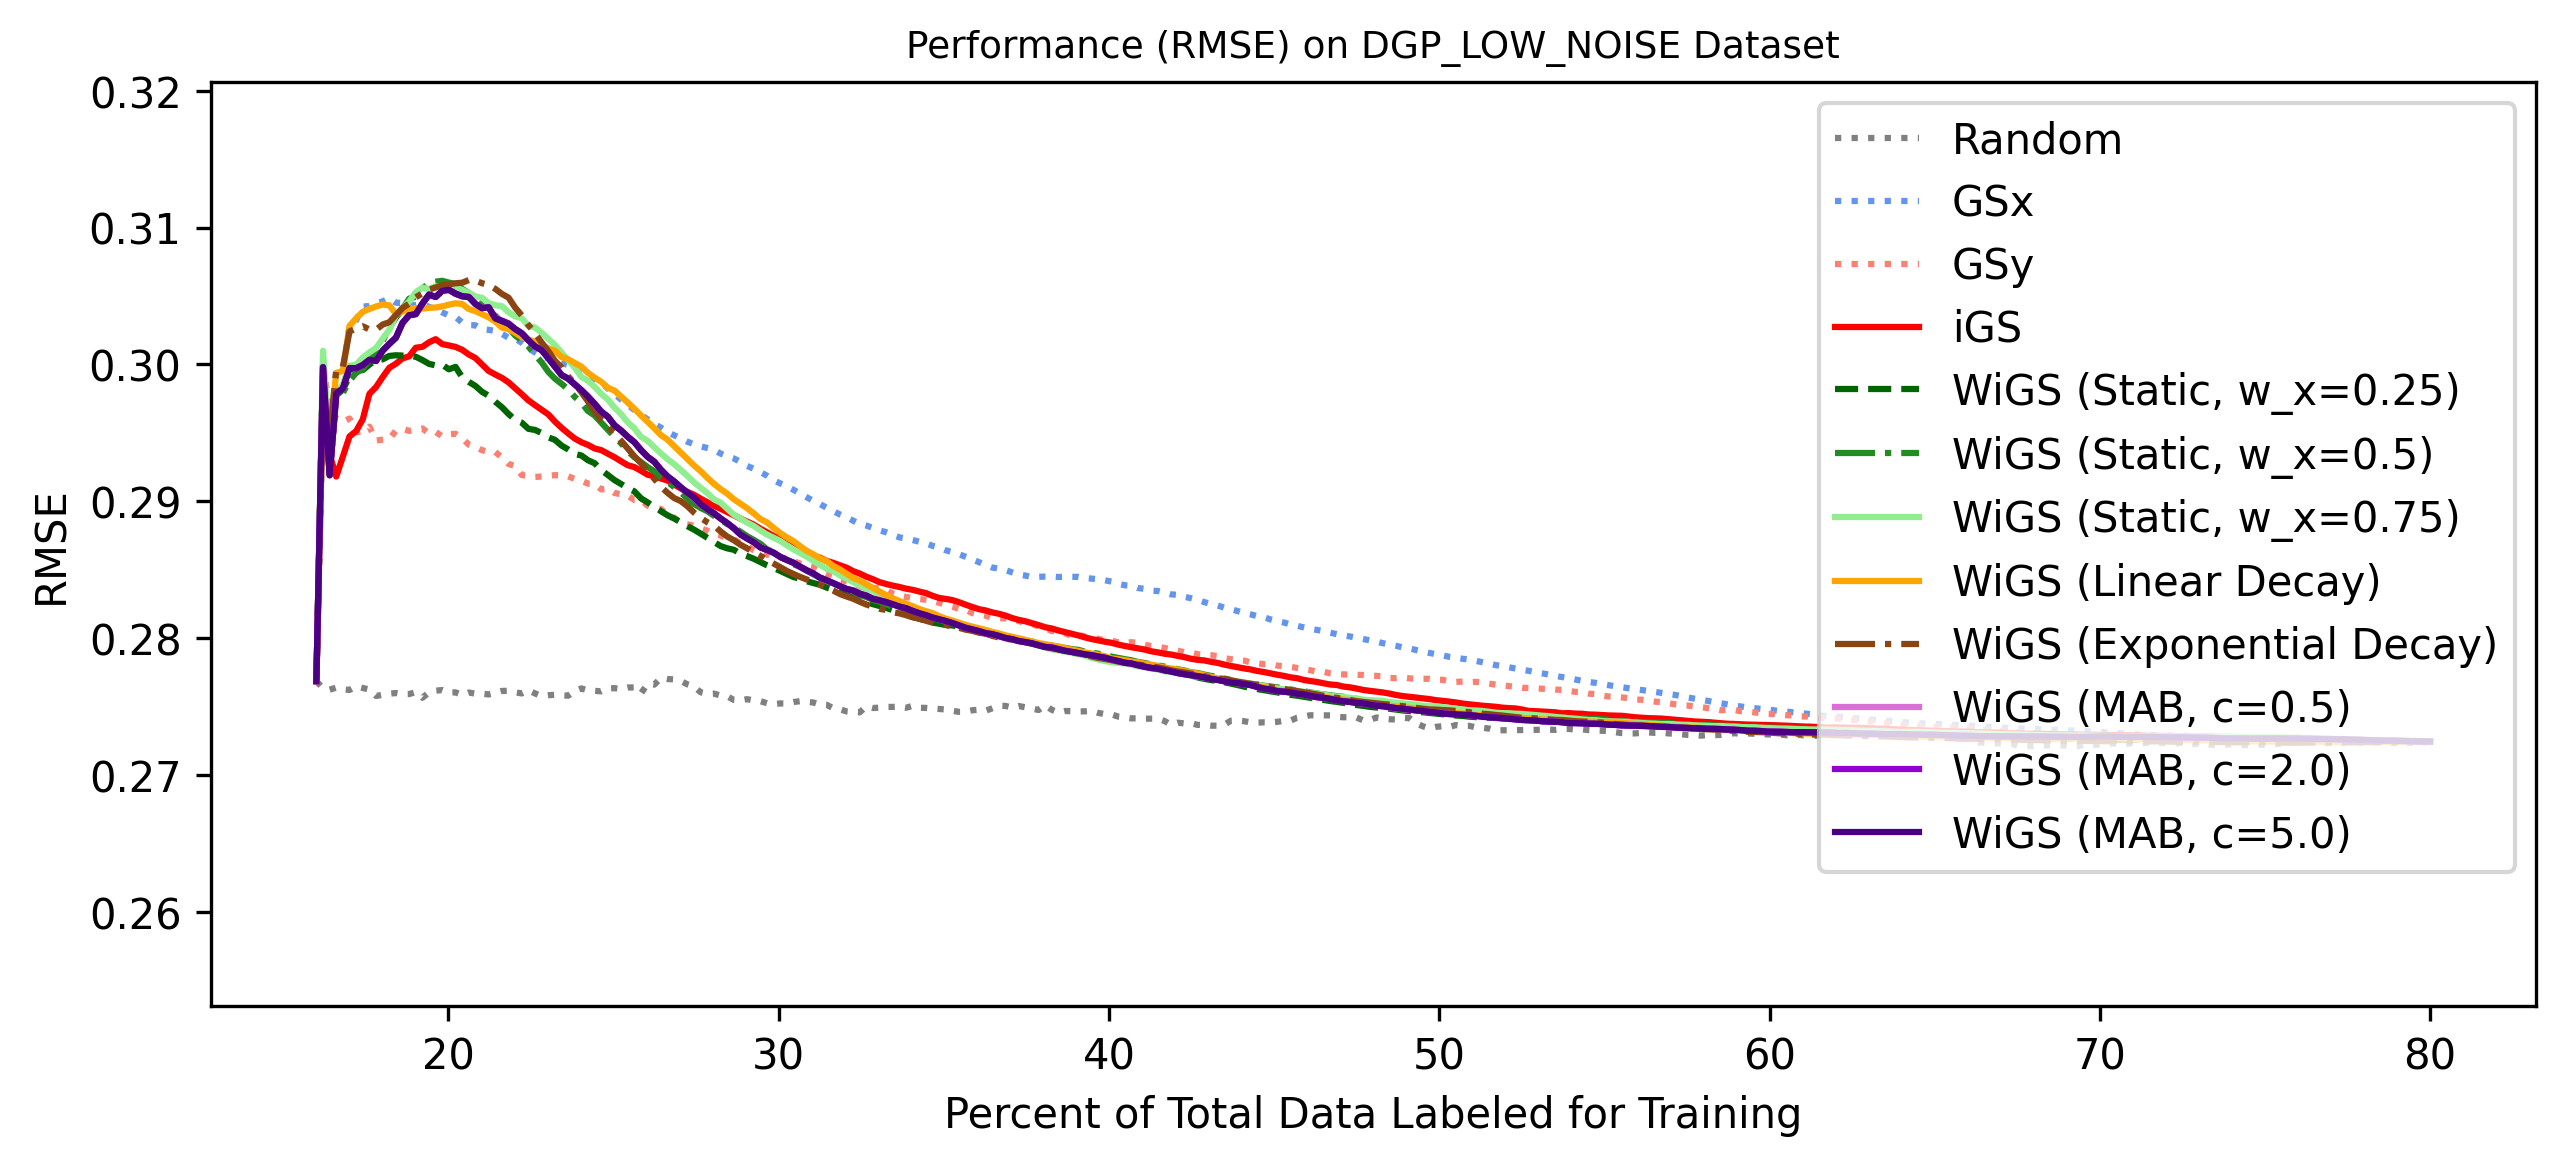 Performance (RMSE) on DGP_LOW_NOISE Dataset
0.32
0.31
0.30
0.29
0.28
0.27
0.26
RMSE
Random
GSx
GSy
iGS
WiGS (Static, w_x=0.25)
WiGS (Static, w_x=0.5)
WiGS (Static, w_x=0.75)
WiGS (Linear Decay)
WiGS (Exponential Decay)
WiGS (MAB, c=0.5)
WiGS (MAB, c=2.0)
WiGS (MAB, c=5.0)
20 30 40 50 60 70 80
Percent of Total Data Labeled for Training